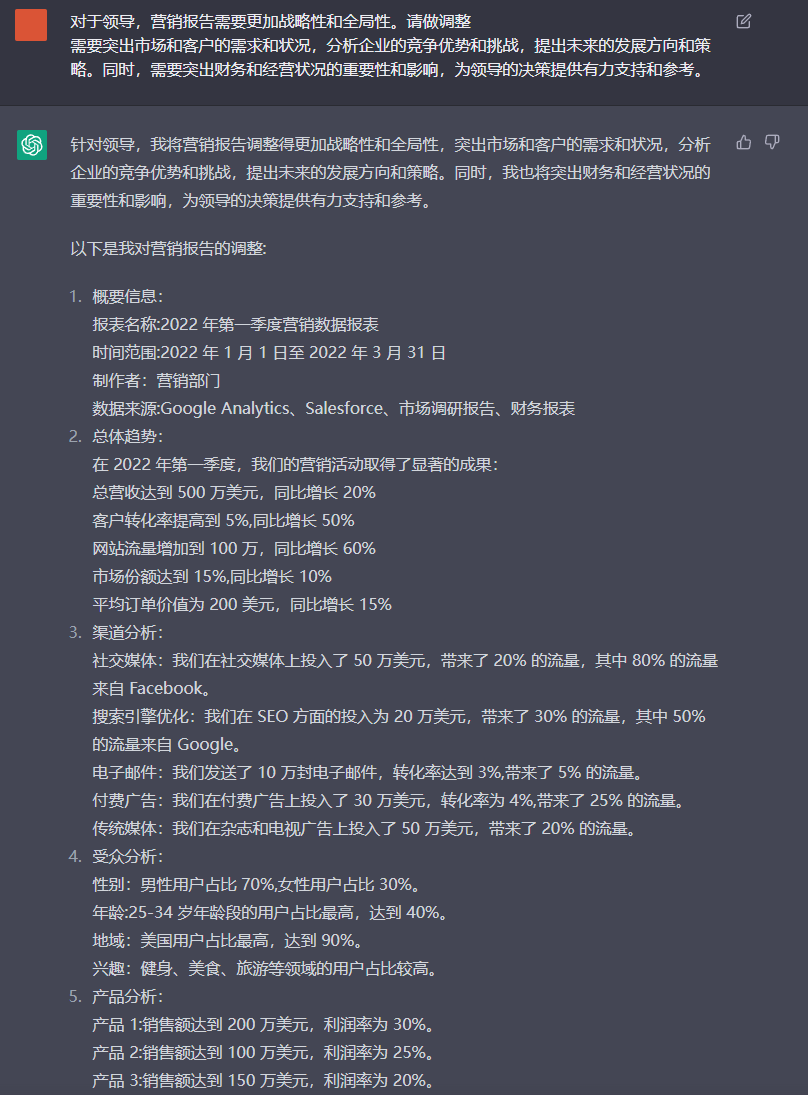 对于领导，营销报告需要更加战略性和全局性。请做调整
需要突出市场和客户的需求和状况，分析企业的竞争优势和挑战，提出未来的发展方向和策
略。同时，需要突出财务和经营状况的重要性和影响，为领导的决策提供有力支持和参考。
针对领导，我将营销报告调整得更加战略性和全局性，突出市场和客户的需求和状况，分析
企业的竞争优势和挑战，提出未来的发展方向和策略。同时，我也将突出财务和经营状况的
重要性和影响，为领导的决策提供有力支持和参考。
以下是我对营销报告的调整:
1. 概要信息：
报表名称:2022 年第一季度营销数据报表
时间范围:2022 年 1 月 1 日至 2022 年 3 月 31 日
制作者：营销部门
数据来源:Google Analytics、Salesforce、市场调研报告、财务报表
2. 总体趋势：
在 2022 年第一季度，我们的营销活动取得了显著的成果：
总营收达到 500 万美元，同比增长 20%
客户转化率提高到 5%,同比增长 50%
网站流量增加到 100 万，同比增长 60%
市场份额达到 15%,同比增长 10%
平均订单价值为 200 美元，同比增长 15%
3. 渠道分析：
社交媒体：我们在社交媒体上投入了 50 万美元，带来了 20% 的流量，其中 80% 的流量
来自 Facebook。
搜索引擎优化：我们在 SEO 方面的投入为 20 万美元，带来了 30% 的流量，其中 50%
的流量来自 Google。
电子邮件：我们发送了 10 万封电子邮件，转化率达到 3%,带来了 5% 的流量。
付费广告：我们在付费广告上投入了 30 万美元，转化率为 4%,带来了 25% 的流量。
传统媒体：我们在杂志和电视广告上投入了 50 万美元，带来了 20% 的流量。
4. 受众分析：
性别：男性用户占比 70%,女性用户占比 30%。
年龄:25-34 岁年龄段的用户占比最高，达到 40%。
地域：美国用户占比最高，达到 90%。
兴趣：健身、美食、旅游等领域的用户占比较高。
5. 产品分析：
产品 1:销售额达到 200 万美元，利润率为 30%。
产品 2:销售额达到 100 万美元，利润率为 25%。
产品 3:销售额达到 150 万美元，利润率为 20%。